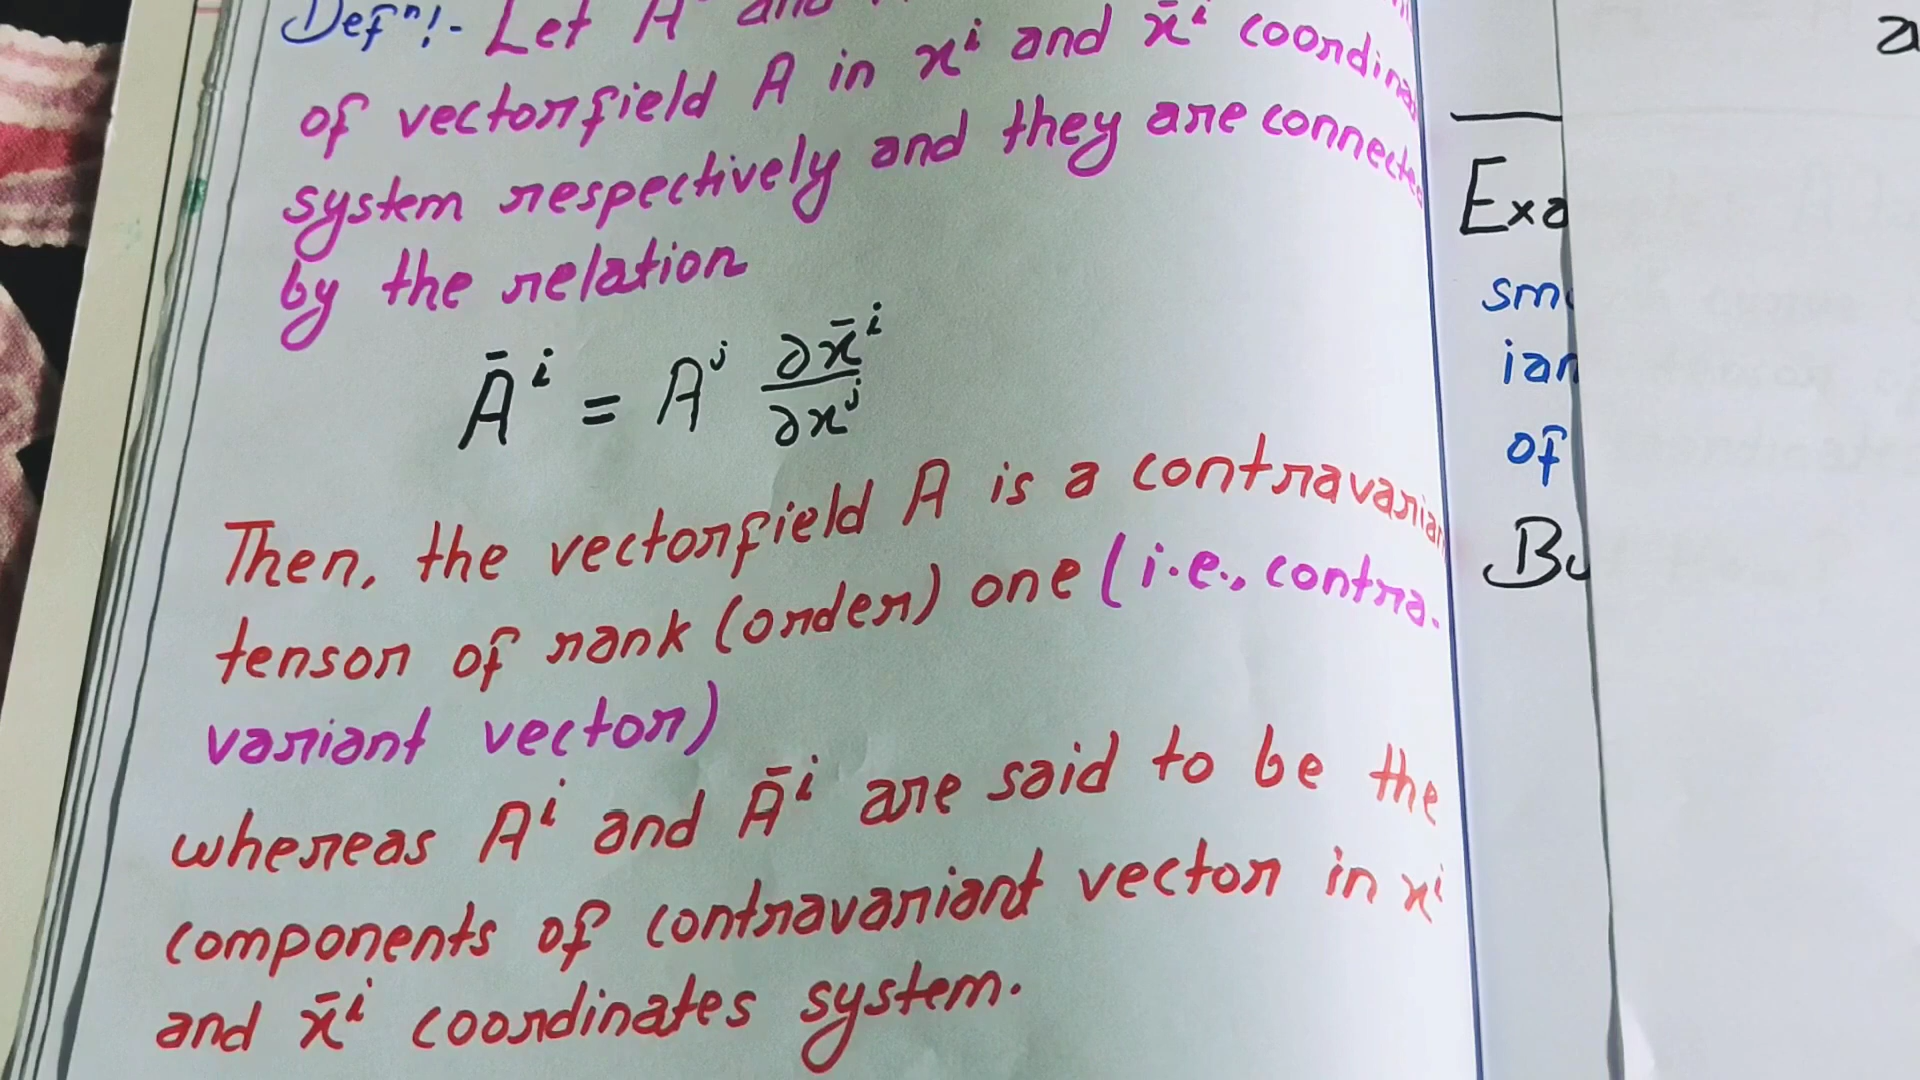 Defⁿ:- Let A and
of vectorfield A in xⁱ and x̄ⁱ
system respectively and they are
by the relation
Āⁱ = Aʲ ∂x̄ⁱ/∂xʲ
Then, the vectorfield A is a
tensor of rank (order) one (i.e., contra-
variant vector)
whereas Aⁱ and Āⁱ are said to be the
components of contravariant vector in xⁱ
and x̄ⁱ coordinates system.
of